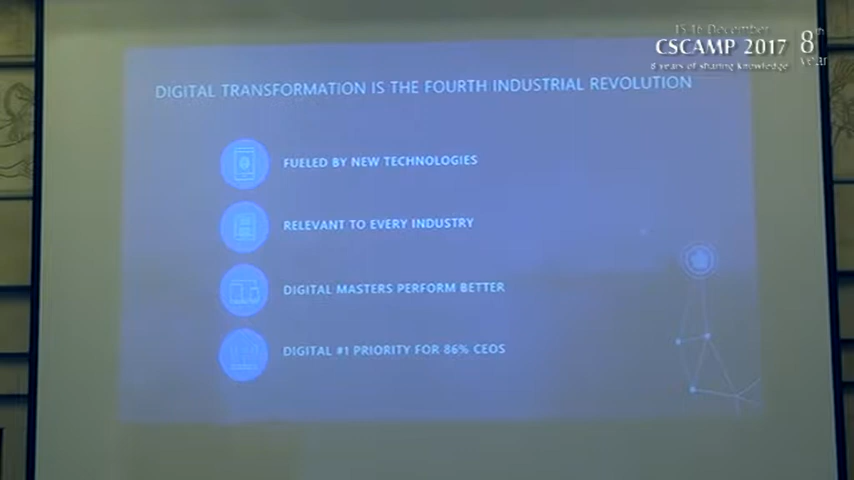 15-16 December
CSCAMP 2017
8th
8 years of sharing knowledge
year
DIGITAL TRANSFORMATION IS THE FOURTH INDUSTRIAL REVOLUTION
FUELED BY NEW TECHNOLOGIES
RELEVANT TO EVERY INDUSTRY
DIGITAL MASTERS PERFORM BETTER
DIGITAL #1 PRIORITY FOR 86% CEOS